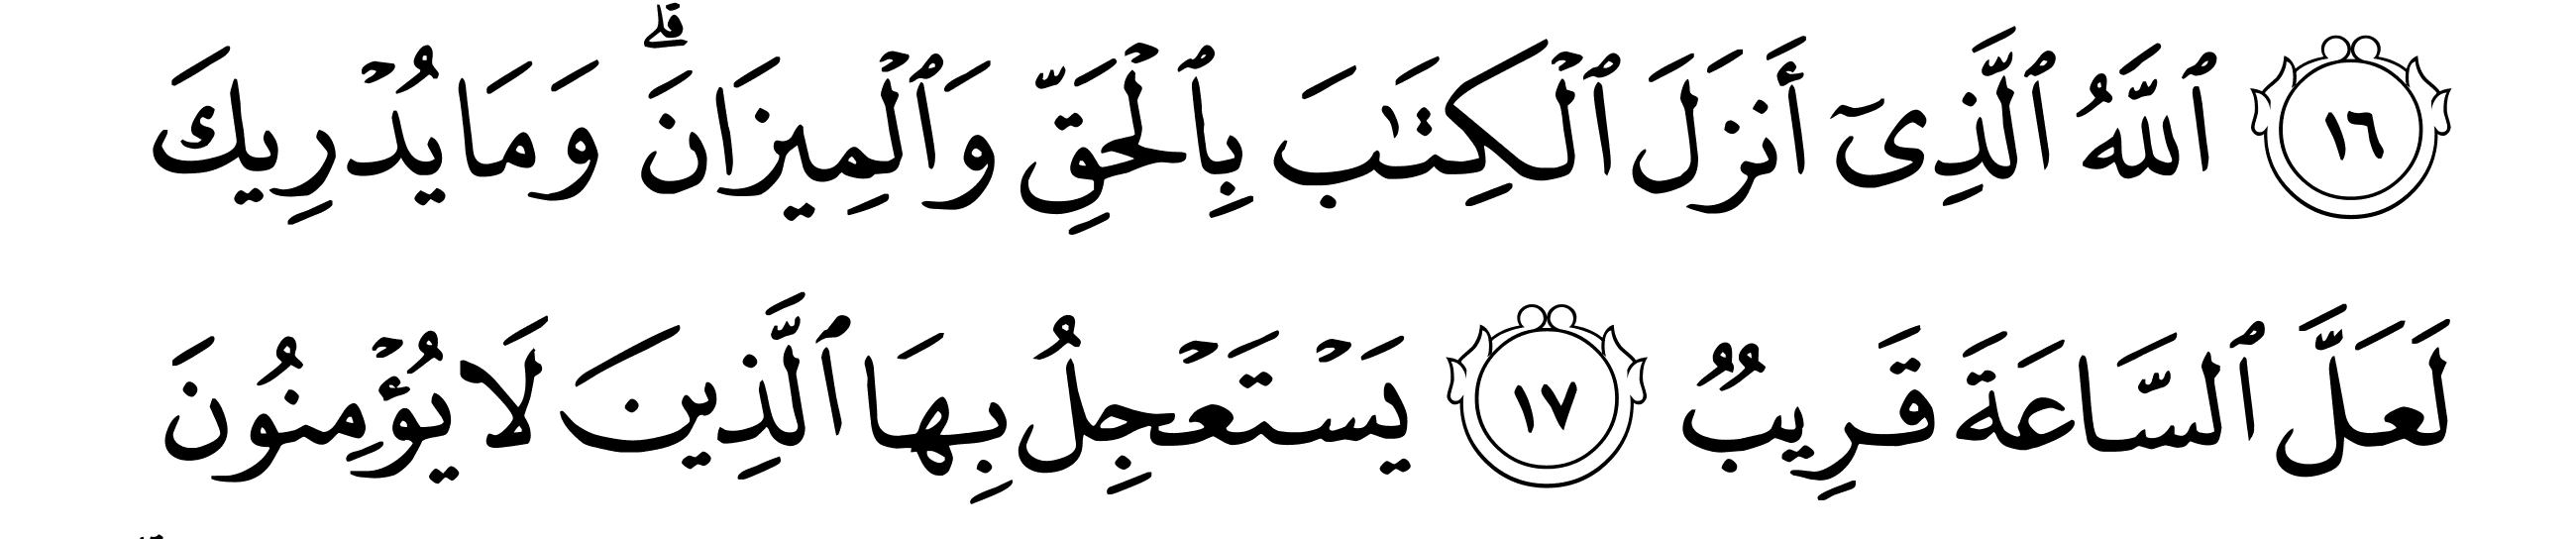 ١٦ ٱللَّهُ ٱلَّذِىٓ أَنزَلَ ٱلْكِتَٰبَ بِٱلْحَقِّ وَٱلْمِيزَانَ ۗ وَمَا يُدْرِيكَ
لَعَلَّ ٱلسَّاعَةَ قَرِيبٌ ١٧ يَسْتَعْجِلُ بِهَا ٱلَّذِينَ لَا يُؤْمِنُونَ